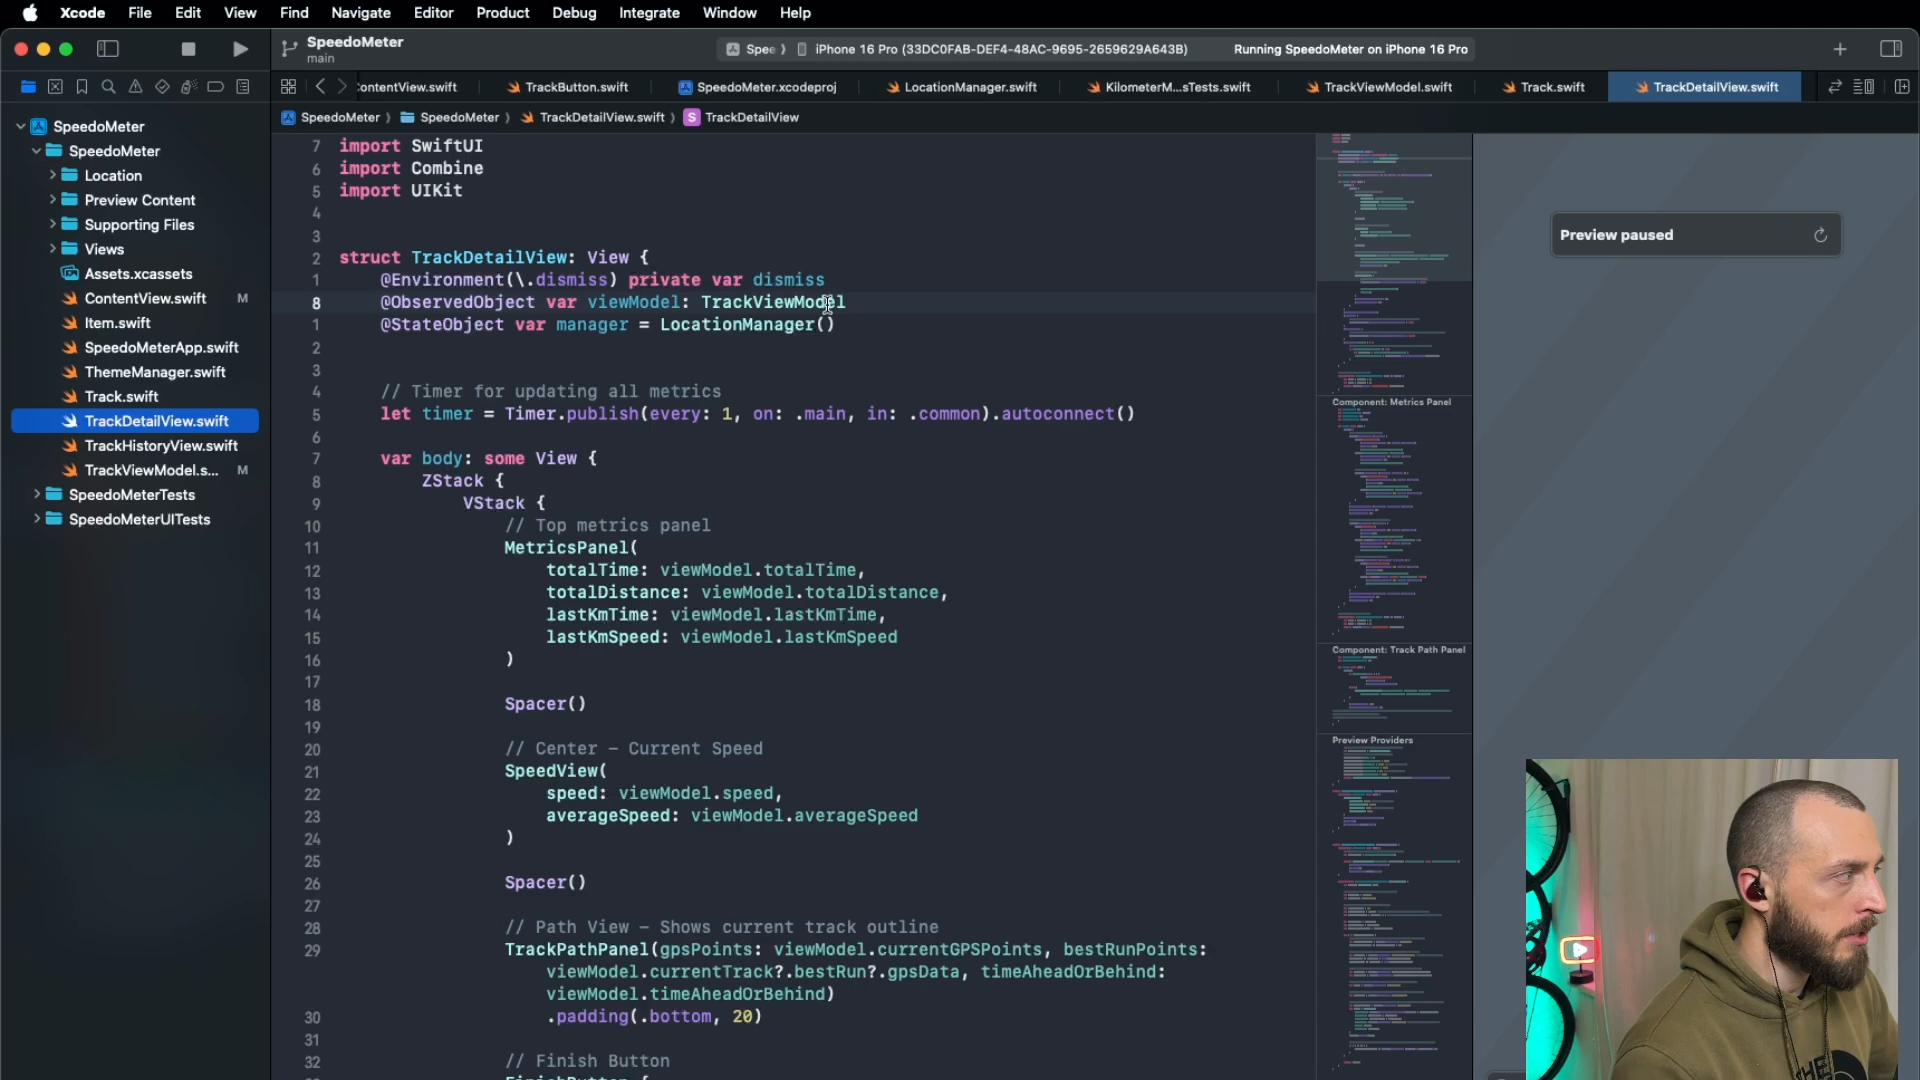 Xcode File Edit View Find Navigate Editor Product Debug Integrate Window Help
SpeedoMeter
main
Spee ⟩ iPhone 16 Pro (33DC0FAB-DEF4-48AC-9695-2659629A643B) Running SpeedoMeter on iPhone 16 Pro
ontentView.swift TrackButton.swift SpeedoMeter.xcodeproj LocationManager.swift KilometerM...sTests.swift TrackViewModel.swift Track.swift TrackDetailView.swift
SpeedoMeter ⟩ SpeedoMeter ⟩ TrackDetailView.swift ⟩ S TrackDetailView
SpeedoMeter
SpeedoMeter
Location
Preview Content
Supporting Files
Views
Assets.xcassets
ContentView.swift M
Item.swift
SpeedoMeterApp.swift
ThemeManager.swift
Track.swift
TrackDetailView.swift
TrackHistoryView.swift
TrackViewModel.s... M
SpeedoMeterTests
SpeedoMeterUITests
7 import SwiftUI
6 import Combine
5 import UIKit
4
3
2 struct TrackDetailView: View {
1 @Environment(\.dismiss) private var dismiss
8 @ObservedObject var viewModel: TrackViewModel
1 @StateObject var manager = LocationManager()
2
3
4 // Timer for updating all metrics
5 let timer = Timer.publish(every: 1, on: .main, in: .common).autoconnect()
6
7 var body: some View {
8 ZStack {
9 VStack {
10 // Top metrics panel
11 MetricsPanel(
12 totalTime: viewModel.totalTime,
13 totalDistance: viewModel.totalDistance,
14 lastKmTime: viewModel.lastKmTime,
15 lastKmSpeed: viewModel.lastKmSpeed
16 )
17
18 Spacer()
19
20 // Center – Current Speed
21 SpeedView(
22 speed: viewModel.speed,
23 averageSpeed: viewModel.averageSpeed
24 )
25
26 Spacer()
27
28 // Path View – Shows current track outline
29 TrackPathPanel(gpsPoints: viewModel.currentGPSPoints, bestRunPoints:
viewModel.currentTrack?.bestRun?.gpsData, timeAheadOrBehind:
viewModel.timeAheadOrBehind)
30 .padding(.bottom, 20)
31
32 // Finish Button
Component: Metrics Panel
Component: Track Path Panel
Preview Providers
Preview paused
THE